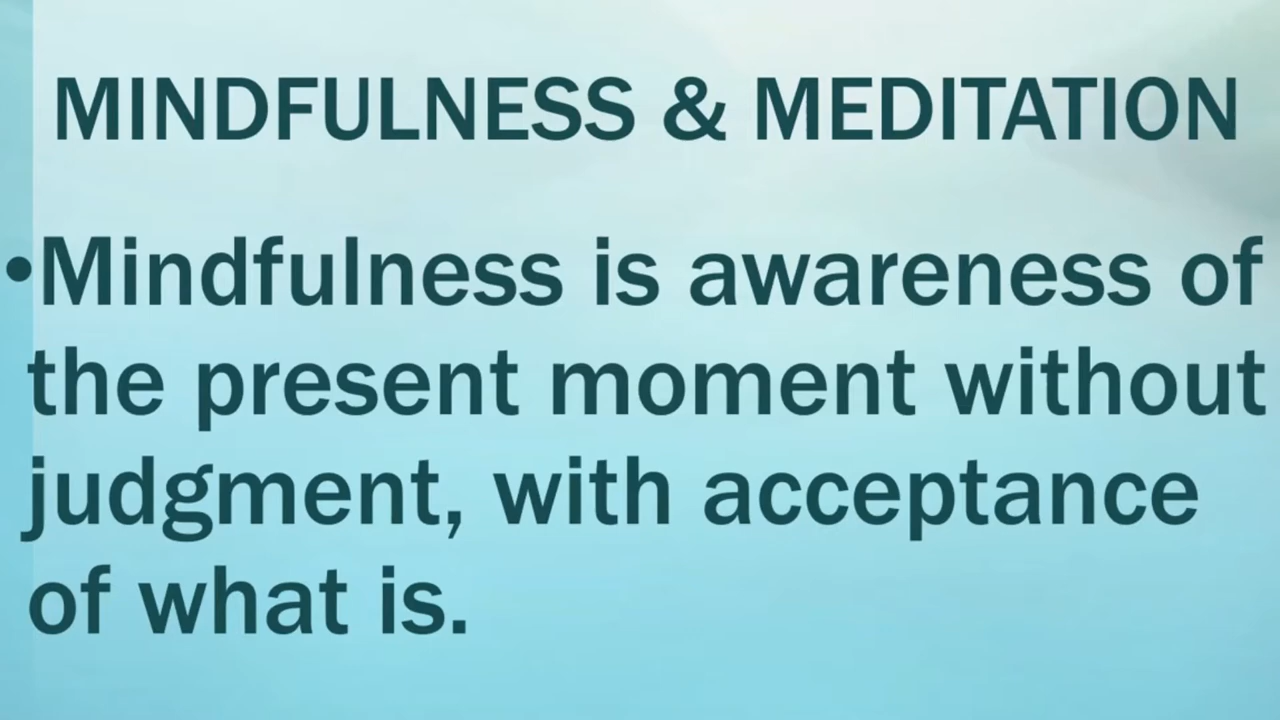 MINDFULNESS & MEDITATION
•Mindfulness is awareness of
the present moment without
judgment, with acceptance
of what is.